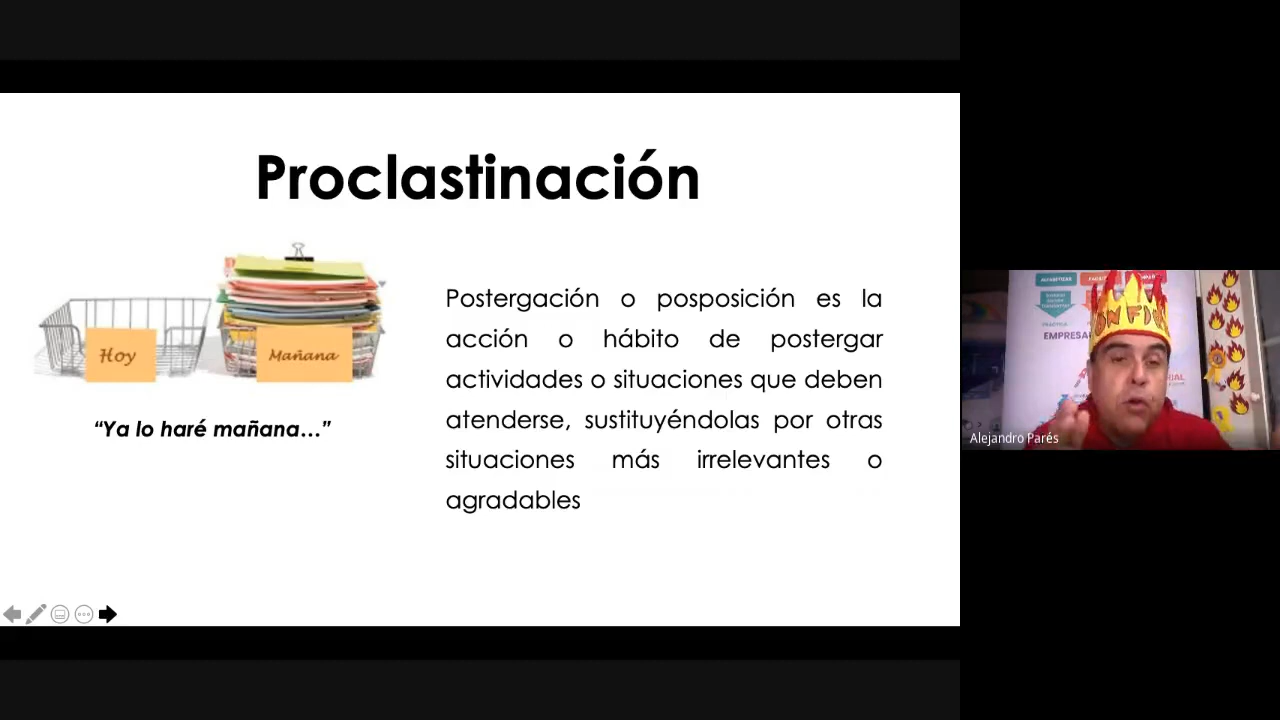 Proclastinación
Hoy
Mañana
“Ya lo haré mañana...”
Postergación o posposición es la
acción o hábito de postergar
actividades o situaciones que deben
atenderse, sustituyéndolas por otras
situaciones más irrelevantes o
agradables
EMPRESA
Alejandro Parés